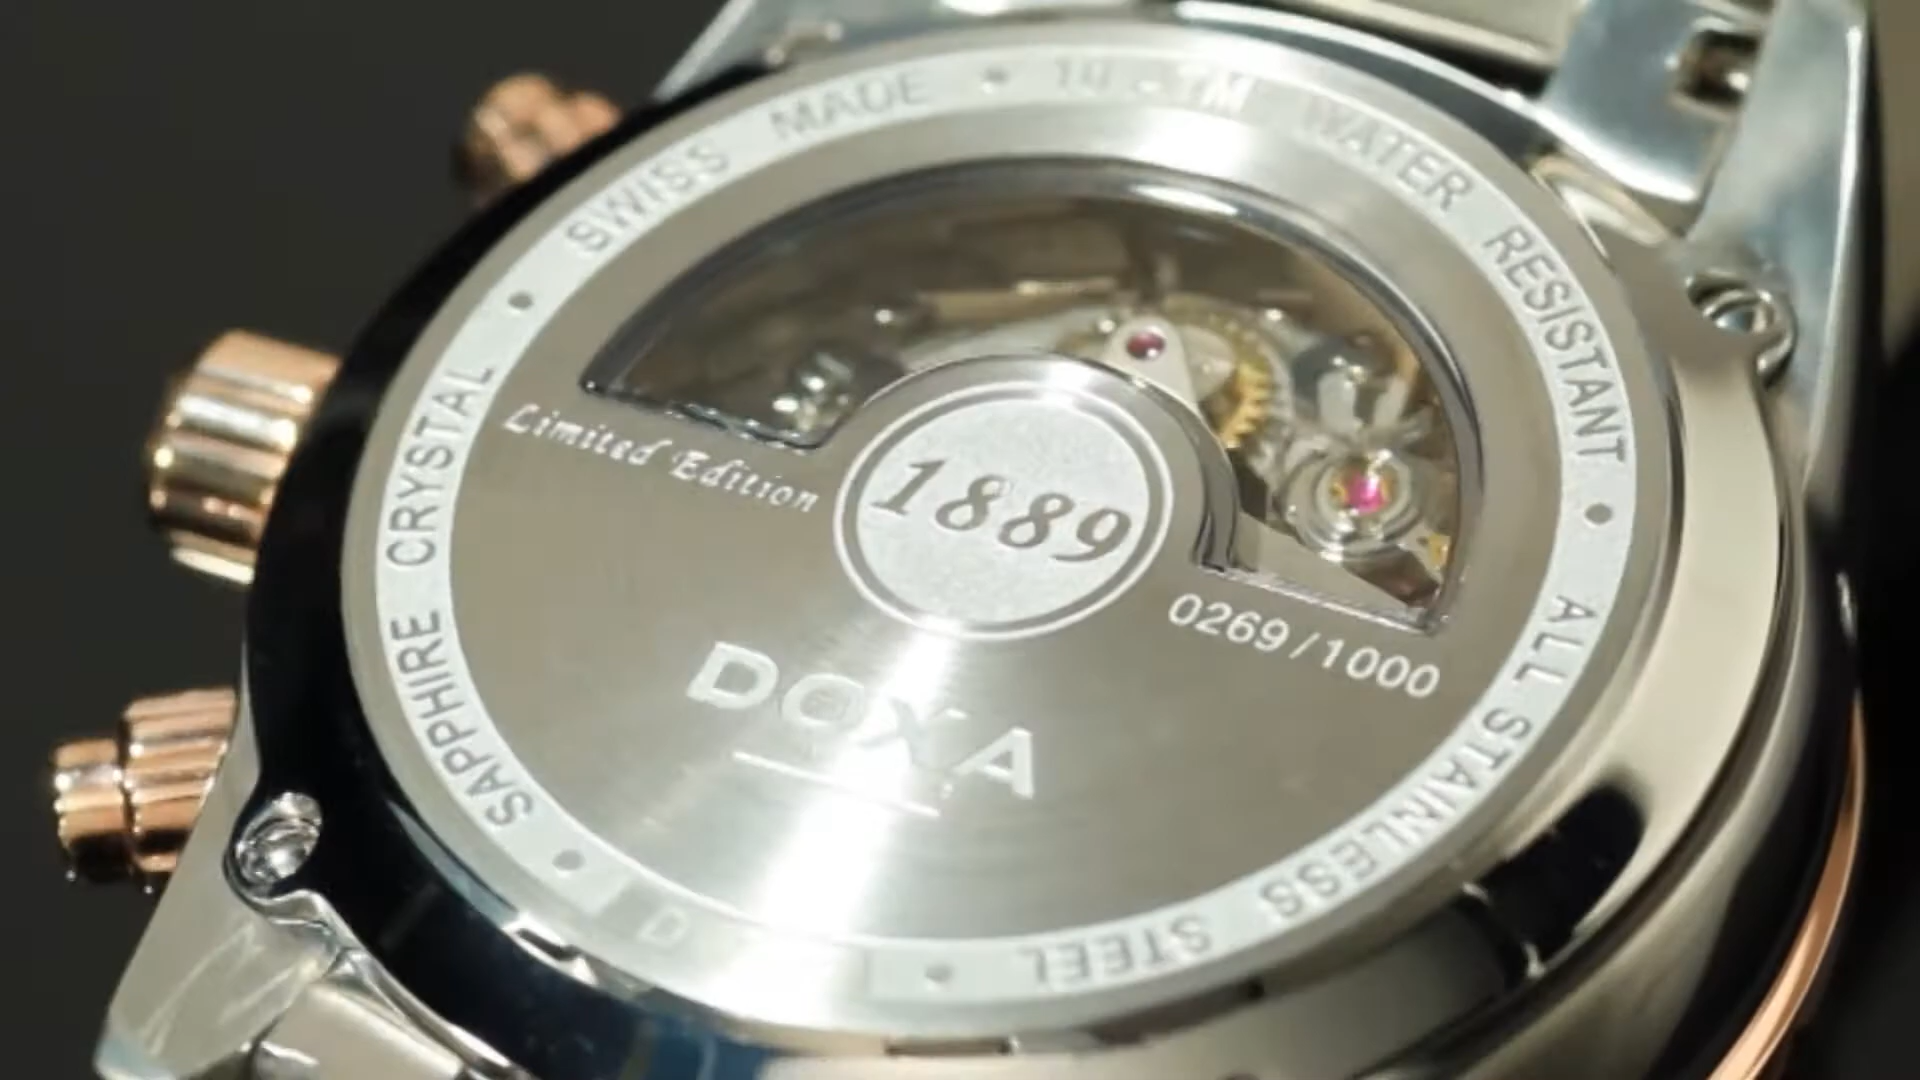 SWISS MADE •
WATER RESISTANT •
ALL STAINLESS STEEL •
SAPPHIRE CRYSTAL •
Limited Edition
1889
0269/1000
DOXA